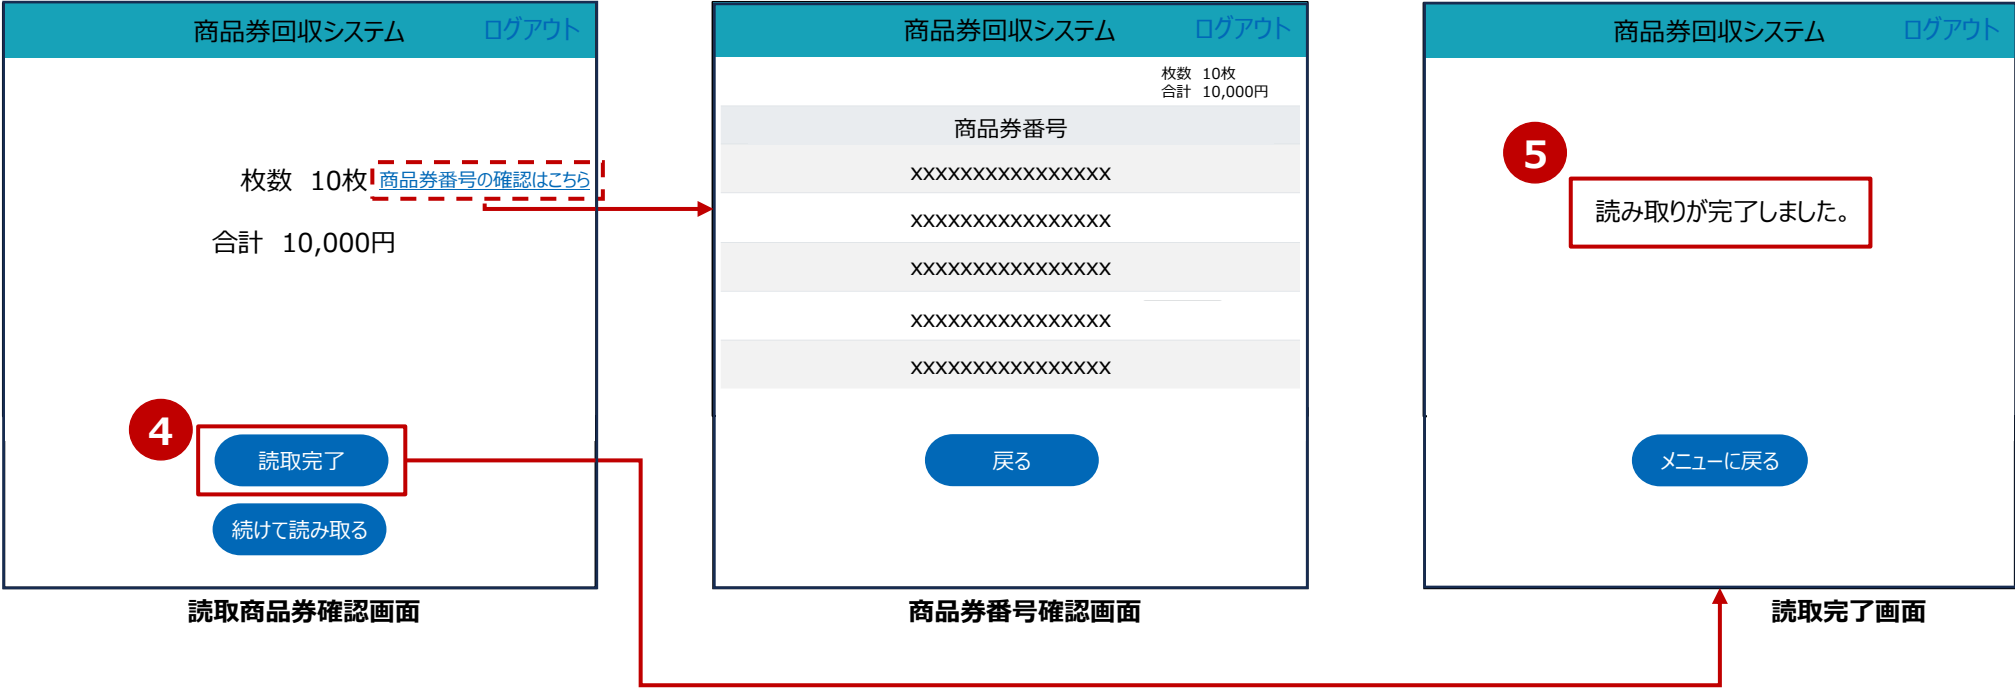 商品券回収システム ログアウト
枚数 10枚 商品券番号の確認はこちら
合計 10,000円
4
読取完了
続けて読み取る
読取商品券確認画面
商品券回収システム ログアウト
枚数 10枚
合計 10,000円
商品券番号
xxxxxxxxxxxxxxxx
xxxxxxxxxxxxxxxx
xxxxxxxxxxxxxxxx
xxxxxxxxxxxxxxxx
xxxxxxxxxxxxxxxx
戻る
商品券番号確認画面
商品券回収システム ログアウト
5
読み取りが完了しました。
メニューに戻る
読取完了画面